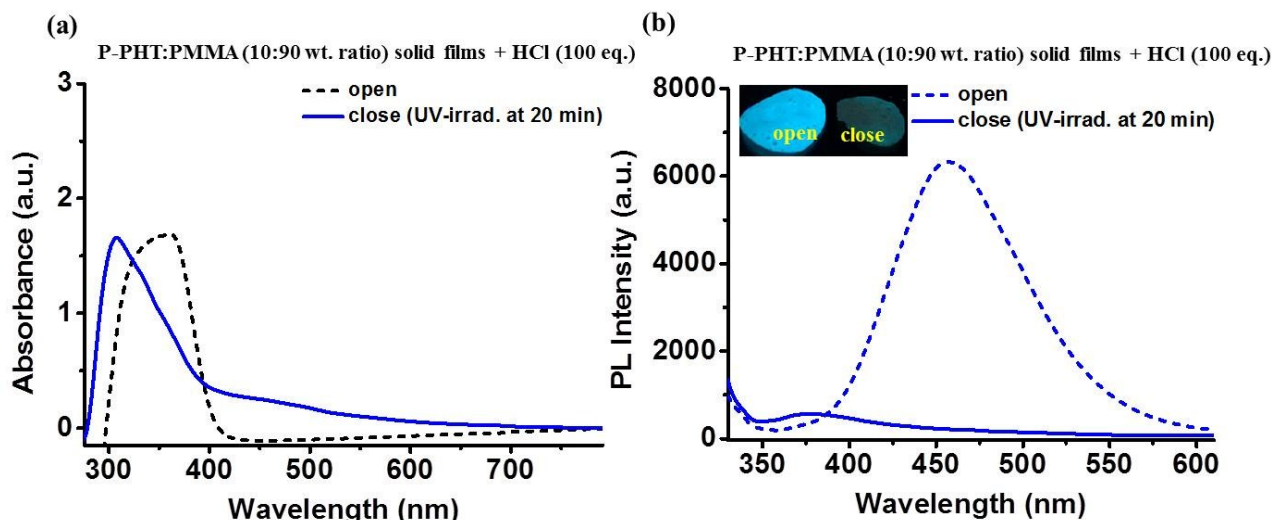 (a)
P-PHT:PMMA (10:90 wt. ratio) solid films + HCl (100 eq.)
3
2
1
0
Absorbance (a.u.)
open
close (UV-irrad. at 20 min)
300 400 500 600 700
Wavelength (nm)
(b)
P-PHT:PMMA (10:90 wt. ratio) solid films + HCl (100 eq.)
8000
6000
4000
2000
0
PL Intensity (a.u.)
open close
open
close (UV-irrad. at 20 min)
350 400 450 500 550 600
Wavelength (nm)